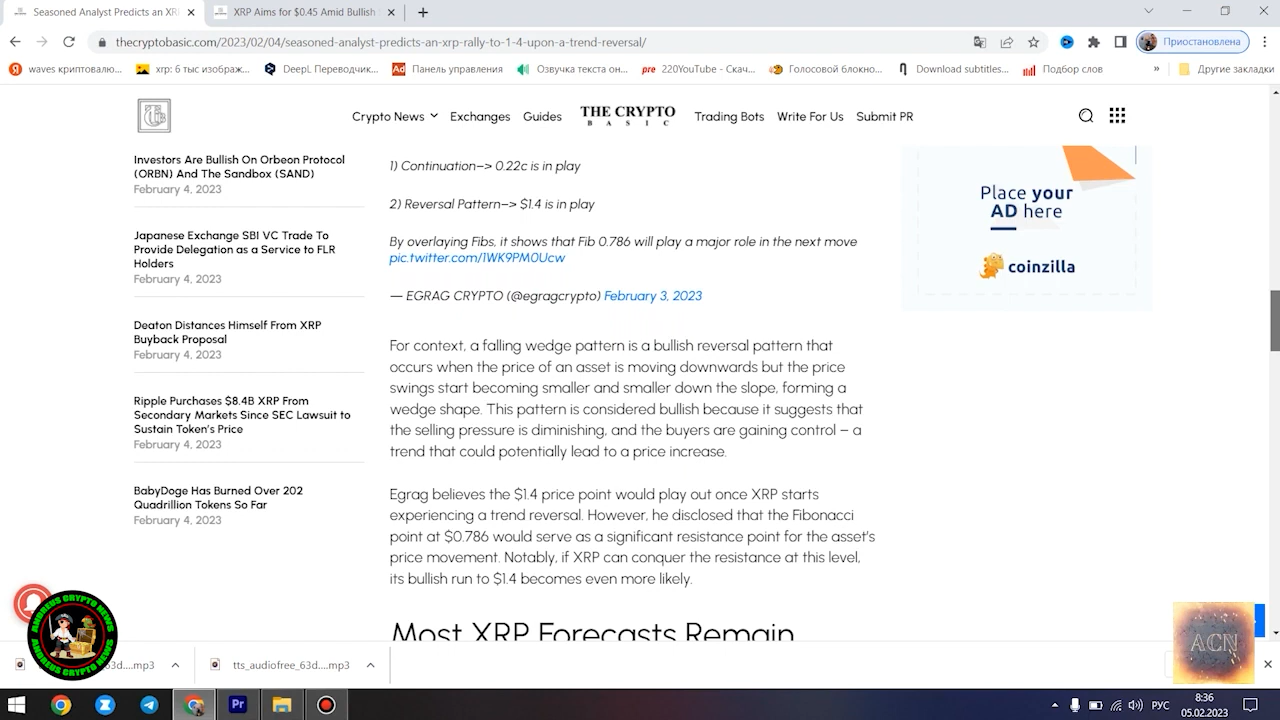 Seasoned Analyst Predicts an XR
XRP Aims for $0.45 Amid Bullish
thecryptobasic.com/2023/02/04/seasoned-analyst-predicts-an-xrp-rally-to-1-4-upon-a-trend-reversal/
Приостановлена
waves криптовалю...
xrp: 6 тыс изображ...
DeepL Переводчик...
Ad Панель управления
Озвучка текста он...
pre 220YouTube - Скач...
Голосовой блокно...
Download subtitles...
Подбор слов
»
Другие закладки
Crypto News
Exchanges
Guides
THE CRYPTO
BASIC
Trading Bots
Write For Us
Submit PR
Investors Are Bullish On Orbeon Protocol
(ORBN) And The Sandbox (SAND)
February 4, 2023
Japanese Exchange SBI VC Trade To
Provide Delegation as a Service to FLR
Holders
February 4, 2023
Deaton Distances Himself From XRP
Buyback Proposal
February 4, 2023
Ripple Purchases $8.4B XRP From
Secondary Markets Since SEC Lawsuit to
Sustain Token's Price
February 4, 2023
BabyDoge Has Burned Over 202
Quadrillion Tokens So Far
February 4, 2023
1) Continuation–> 0.22c is in play
2) Reversal Pattern–> $1.4 is in play
By overlaying Fibs, it shows that Fib 0.786 will play a major role in the next move
pic.twitter.com/1WK9PM0Ucw
— EGRAG CRYPTO (@egragcrypto) February 3, 2023
For context, a falling wedge pattern is a bullish reversal pattern that
occurs when the price of an asset is moving downwards but the price
swings start becoming smaller and smaller down the slope, forming a
wedge shape. This pattern is considered bullish because it suggests that
the selling pressure is diminishing, and the buyers are gaining control – a
trend that could potentially lead to a price increase.
Egrag believes the $1.4 price point would play out once XRP starts
experiencing a trend reversal. However, he disclosed that the Fibonacci
point at $0.786 would serve as a significant resistance point for the asset's
price movement. Notably, if XRP can conquer the resistance at this level,
its bullish run to $1.4 becomes even more likely.
Most XRP Forecasts Remain
Place your
AD here
coinzilla
ANDREUS CRYPTO NEWS
ANDREUS CRYPTO NEWS
ACN
63d....mp3
tts_audiofree_63d....mp3
Pr
РУС
8:36
05.02.2023